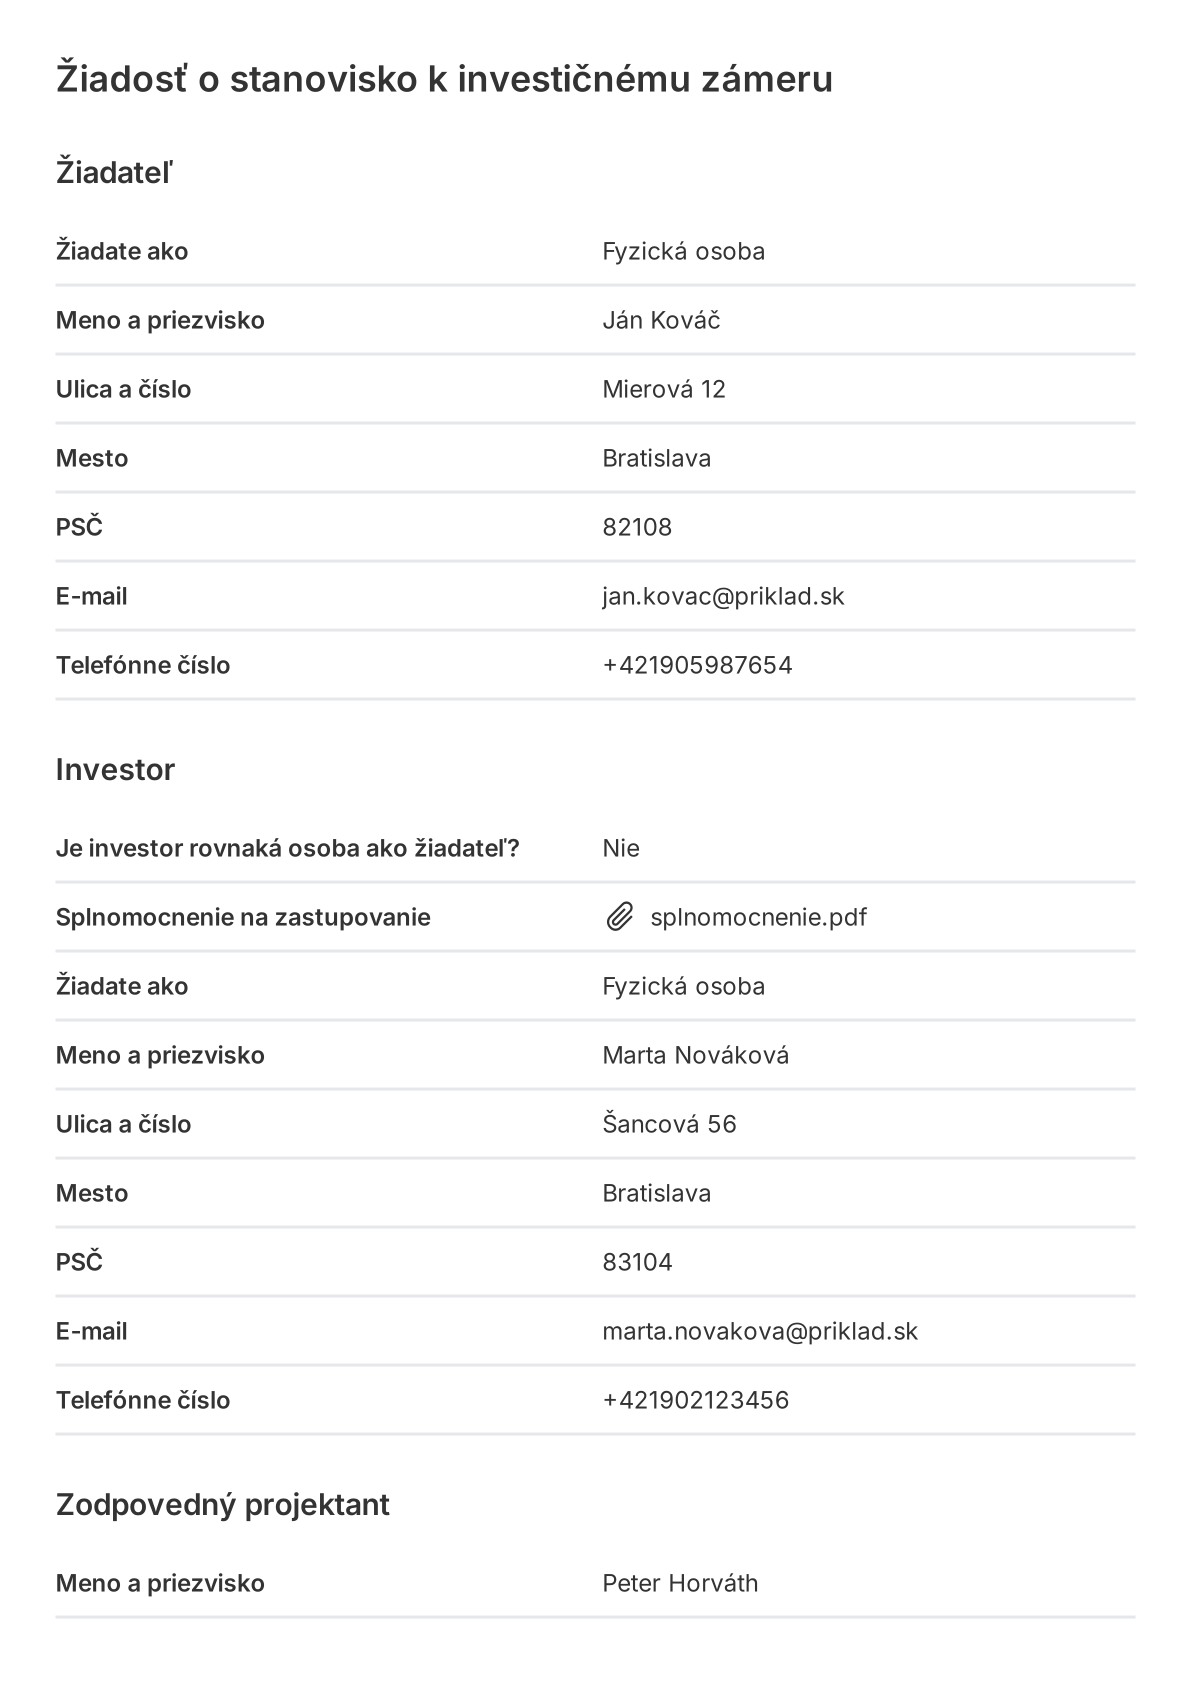 Žiadosť o stanovisko k investičnému zámeru
Žiadateľ
Žiadate ako Fyzická osoba
Meno a priezvisko Ján Kováč
Ulica a číslo Mierová 12
Mesto Bratislava
PSČ 82108
E-mail jan.kovac@priklad.sk
Telefónne číslo +421905987654
Investor
Je investor rovnaká osoba ako žiadateľ? Nie
Splnomocnenie na zastupovanie splnomocnenie.pdf
Žiadate ako Fyzická osoba
Meno a priezvisko Marta Nováková
Ulica a číslo Šancová 56
Mesto Bratislava
PSČ 83104
E-mail marta.novakova@priklad.sk
Telefónne číslo +421902123456
Zodpovedný projektant
Meno a priezvisko Peter Horváth